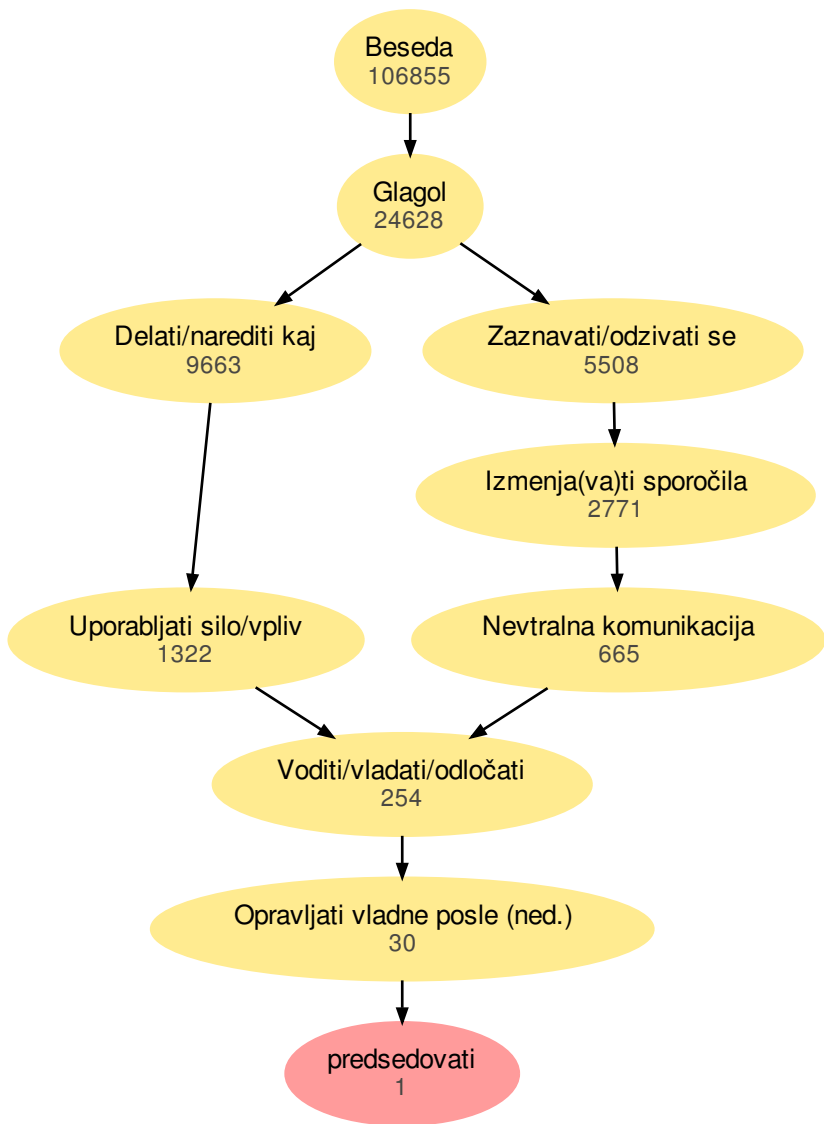 Beseda
106855
Glagol
24628
Delati/narediti kaj
9663
Zaznavati/odzivati se
5508
Izmenja(va)ti sporočila
2771
Uporabljati silo/vpliv
1322
Nevtralna komunikacija
665
Voditi/vladati/odločati
254
Opravljati vladne posle (ned.)
30
predsedovati
1